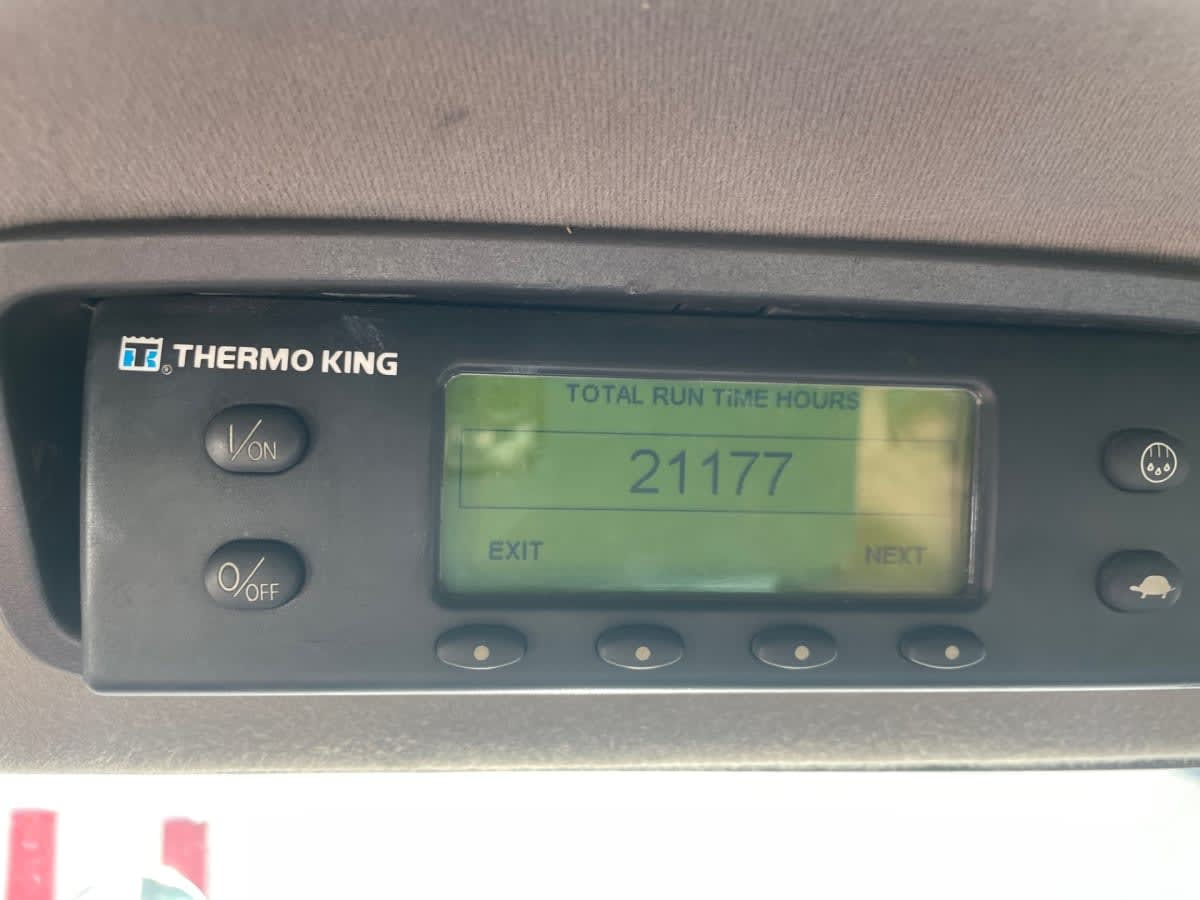 THERMO KING
TOTAL RUN TIME HOURS
I/ON
21177
O/OFF
EXIT
NEXT